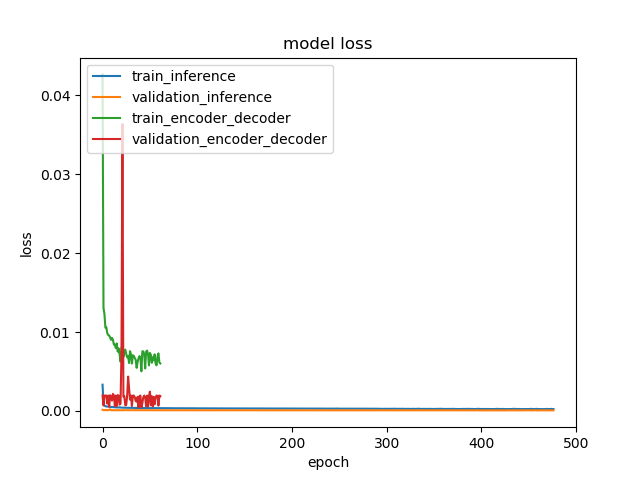 model loss
train_inference
validation_inference
train_encoder_decoder
validation_encoder_decoder
0.04
0.03
0.02
0.01
0.00
loss
0 100 200 300 400 500
epoch